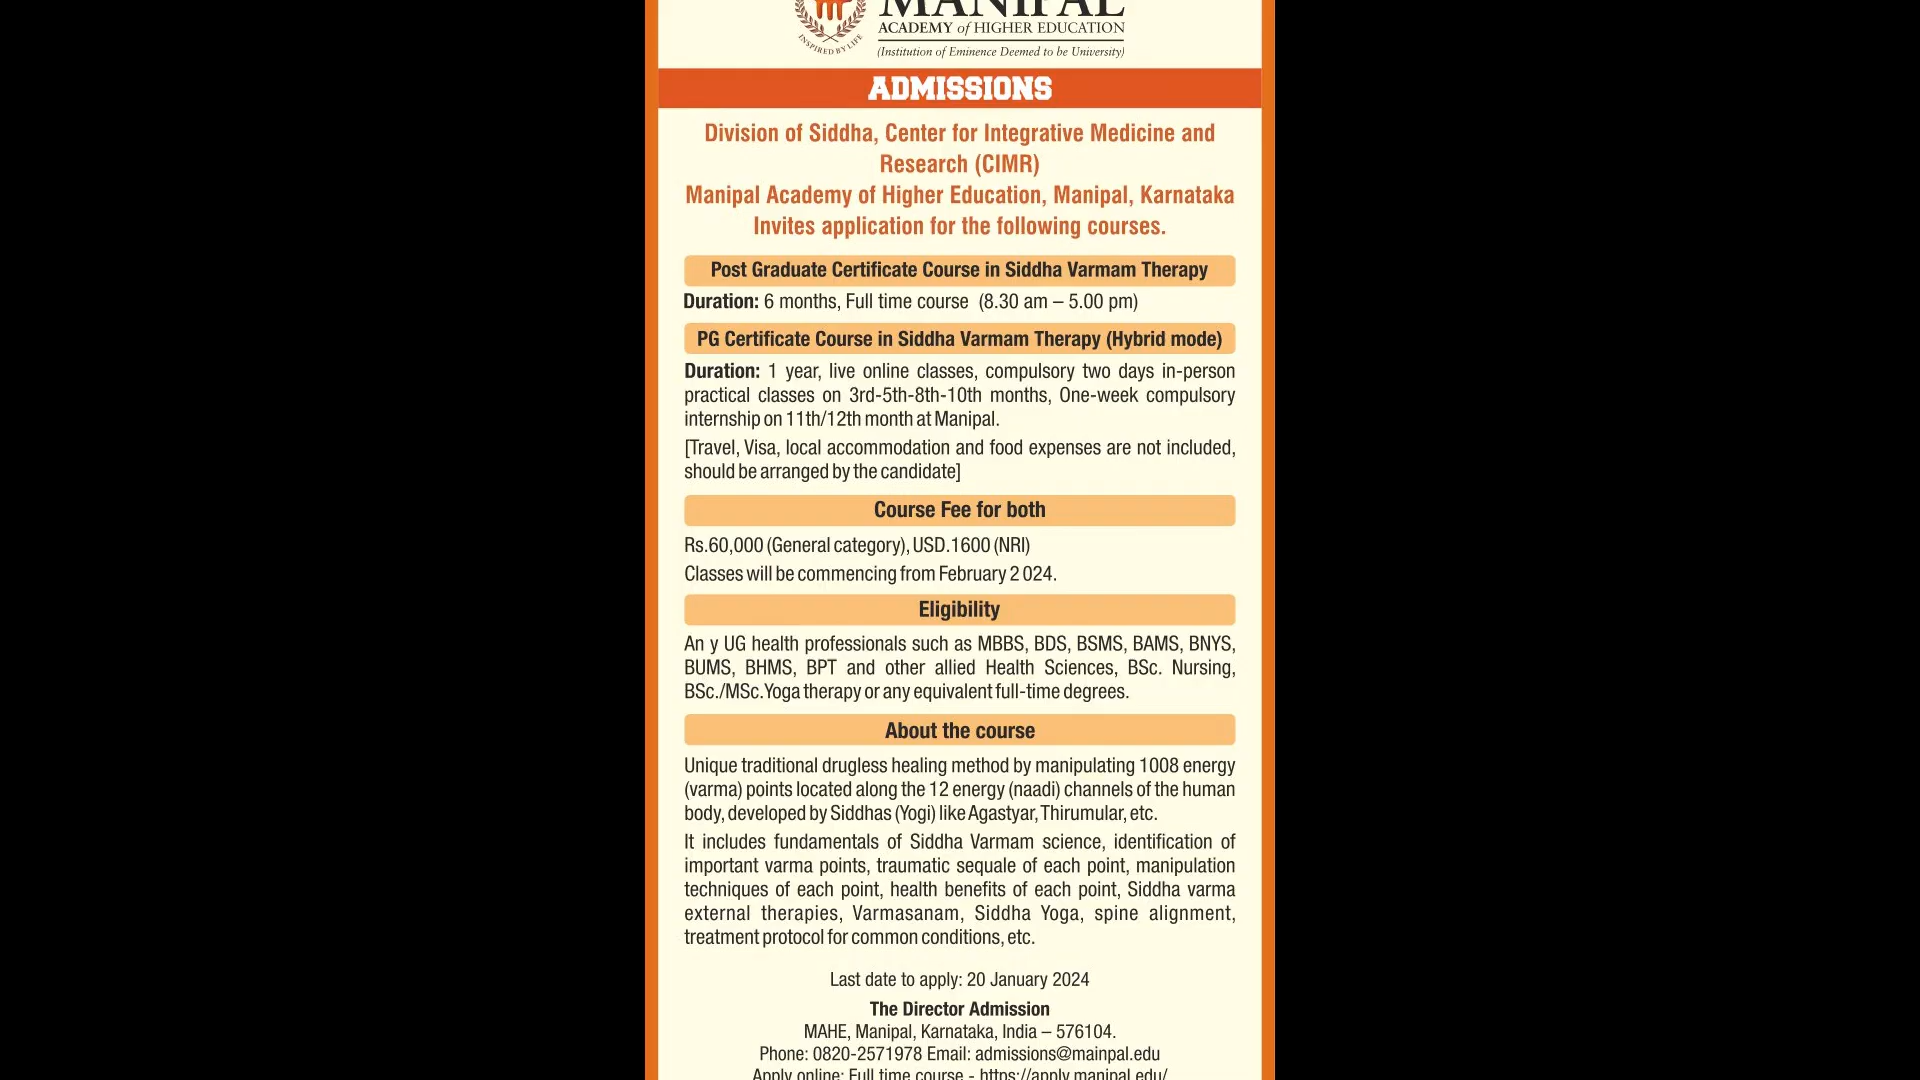 MANIPAL
ACADEMY of HIGHER EDUCATION
INSPIRED BY LIFE
(Institution of Eminence Deemed to be University)
ADMISSIONS
Division of Siddha, Center for Integrative Medicine and
Research (CIMR)
Manipal Academy of Higher Education, Manipal, Karnataka
Invites application for the following courses.
Post Graduate Certificate Course in Siddha Varmam Therapy
Duration: 6 months, Full time course (8.30 am – 5.00 pm)
PG Certificate Course in Siddha Varmam Therapy (Hybrid mode)
Duration: 1 year, live online classes, compulsory two days in-person
practical classes on 3rd-5th-8th-10th months, One-week compulsory
internship on 11th/12th month at Manipal.
[Travel, Visa, local accommodation and food expenses are not included,
should be arranged by the candidate]
Course Fee for both
Rs.60,000 (General category), USD.1600 (NRI)
Classes will be commencing from February 2 024.
Eligibility
An y UG health professionals such as MBBS, BDS, BSMS, BAMS, BNYS,
BUMS, BHMS, BPT and other allied Health Sciences, BSc. Nursing,
BSc./MSc. Yoga therapy or any equivalent full-time degrees.
About the course
Unique traditional drugless healing method by manipulating 1008 energy
(varma) points located along the 12 energy (naadi) channels of the human
body, developed by Siddhas (Yogi) like Agastyar, Thirumular, etc.
It includes fundamentals of Siddha Varmam science, identification of
important varma points, traumatic sequale of each point, manipulation
techniques of each point, health benefits of each point, Siddha varma
external therapies, Varmasanam, Siddha Yoga, spine alignment,
treatment protocol for common conditions, etc.
Last date to apply: 20 January 2024
The Director Admission
MAHE, Manipal, Karnataka, India – 576104.
Phone: 0820-2571978 Email: admissions@mainpal.edu
Apply online: Full time course - https://apply.manipal.edu/